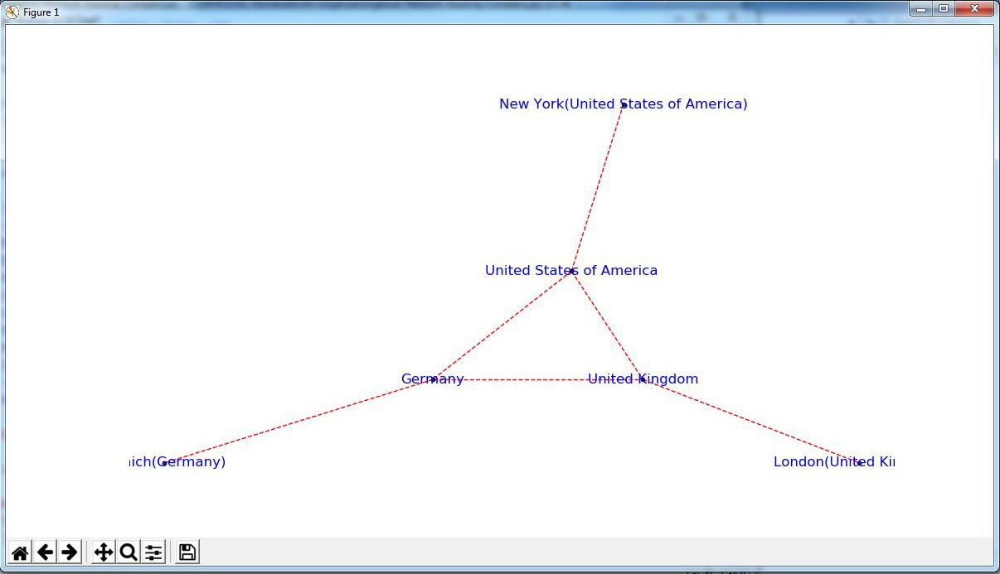 Figure 1
New York(United States of America)
United States of America
Germany
United Kingdom
ich(Germany)
London(United Ki